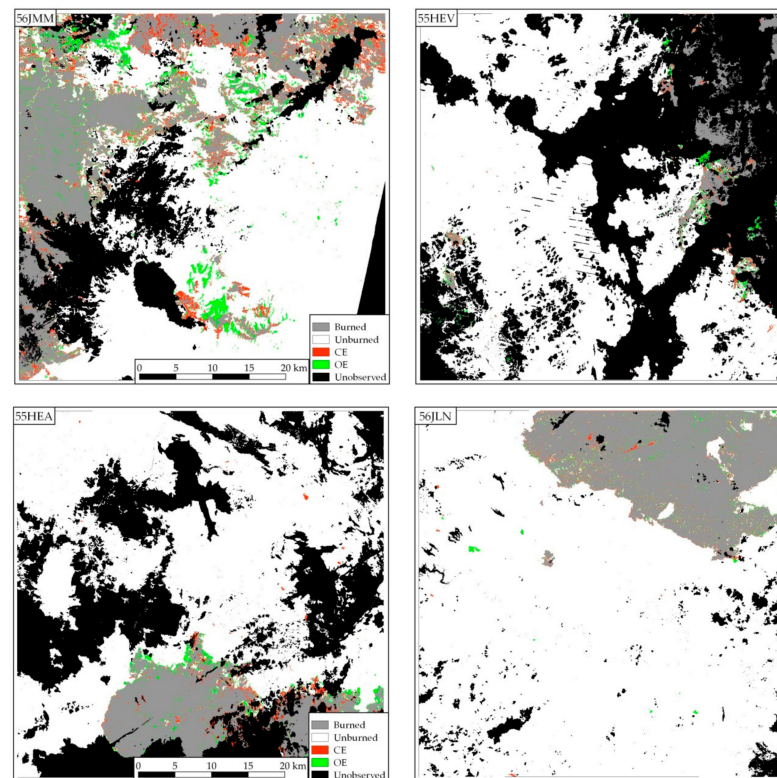 56JMM
55HEV
Burned
Unburned
CE
OE
Unobserved
0 5 10 15 20 km
55HEA
56JLN
Burned
Unburned
CE
OE
Unobserved
0 5 10 15 20 km